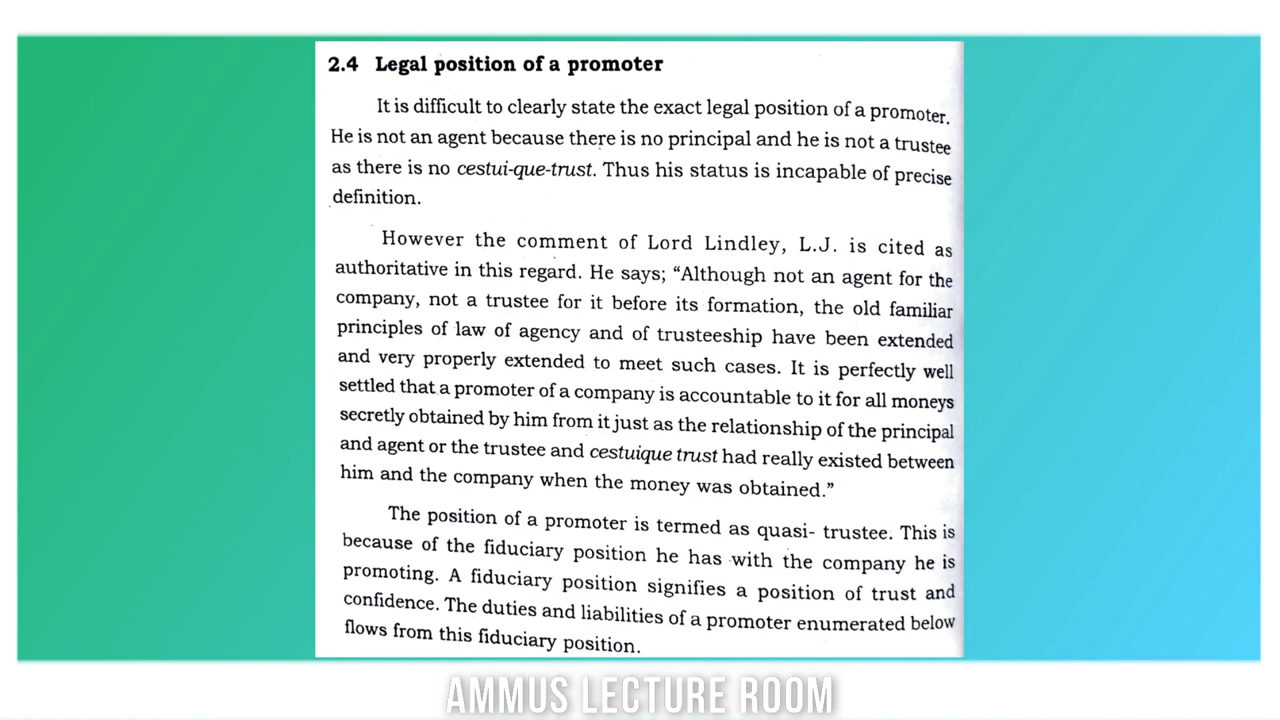 2.4 Legal position of a promoter
It is difficult to clearly state the exact legal position of a promoter.
He is not an agent because there is no principal and he is not a trustee
as there is no cestui-que-trust. Thus his status is incapable of precise
definition.
However the comment of Lord Lindley, L.J. is cited as
authoritative in this regard. He says; “Although not an agent for the
company, not a trustee for it before its formation, the old familiar
principles of law of agency and of trusteeship have been extended
and very properly extended to meet such cases. It is perfectly well
settled that a promoter of a company is accountable to it for all moneys
secretly obtained by him from it just as the relationship of the principal
and agent or the trustee and cestuique trust had really existed between
him and the company when the money was obtained.”
The position of a promoter is termed as quasi- trustee. This is
because of the fiduciary position he has with the company he is
promoting. A fiduciary position signifies a position of trust and
confidence. The duties and liabilities of a promoter enumerated below
flows from this fiduciary position.
AMMUS LECTURE ROOM